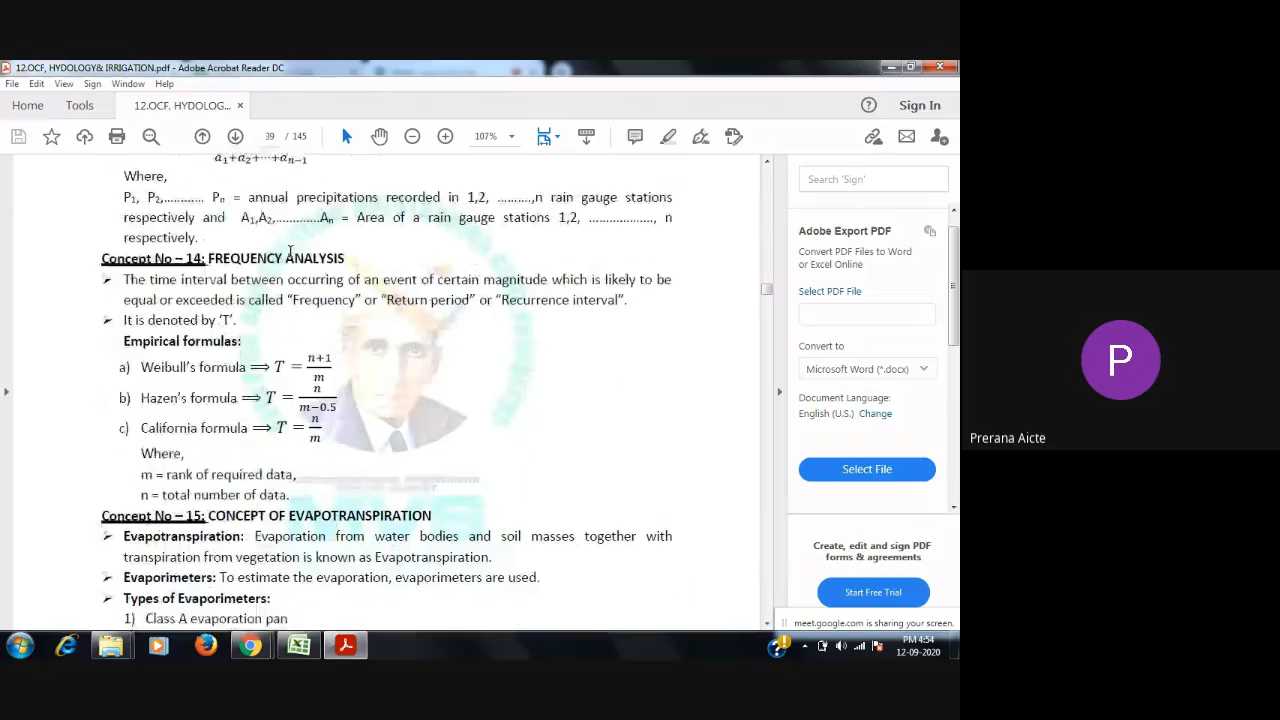 12.OCF, HYDOLOGY& IRRIGATION.pdf - Adobe Acrobat Reader DC
File Edit View Sign Window Help
Home Tools 12.OCF, HYDOLOG... × Sign In
39 / 145 107%
a₁+a₂+⋯+aₙ₋₁
Where,
P₁, P₂,............ Pₙ = annual precipitations recorded in 1,2, ..........,n rain gauge stations
respectively and A₁,A₂,..............Aₙ = Area of a rain gauge stations 1,2, ..................., n
respectively.
Concept No – 14: FREQUENCY ANALYSIS
➢ The time interval between occurring of an event of certain magnitude which is likely to be
equal or exceeded is called “Frequency” or “Return period” or “Recurrence interval”.
➢ It is denoted by ‘T’.
Empirical formulas:
a) Weibull’s formula ⟹ T = (n+1)/m
b) Hazen’s formula ⟹ T = n/(m−0.5)
c) California formula ⟹ T = n/m
Where,
m = rank of required data,
n = total number of data.
Concept No – 15: CONCEPT OF EVAPOTRANSPIRATION
➢ Evapotranspiration: Evaporation from water bodies and soil masses together with
transpiration from vegetation is known as Evapotranspiration.
➢ Evaporimeters: To estimate the evaporation, evaporimeters are used.
➢ Types of Evaporimeters:
1) Class A evaporation pan
Search 'Sign'
Adobe Export PDF
Convert PDF Files to Word
or Excel Online
Select PDF File
Convert to
Microsoft Word (*.docx)
Document Language:
English (U.S.) Change
Select File
Create, edit and sign PDF
forms & agreements
Start Free Trial
meet.google.com is sharing your screen.
PM 4:54
12-09-2020
P
Prerana Aicte